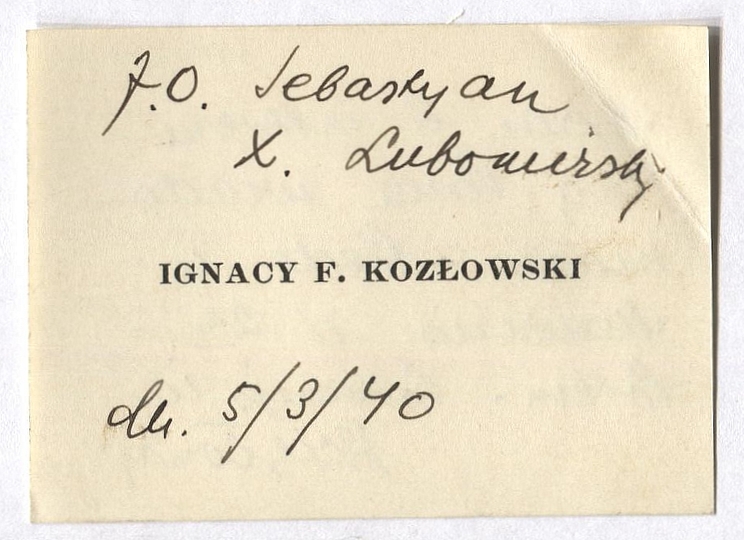 J.O. Sebastyan
X. Lubomirski
IGNACY F. KOZŁOWSKI
dn. 5/3/40